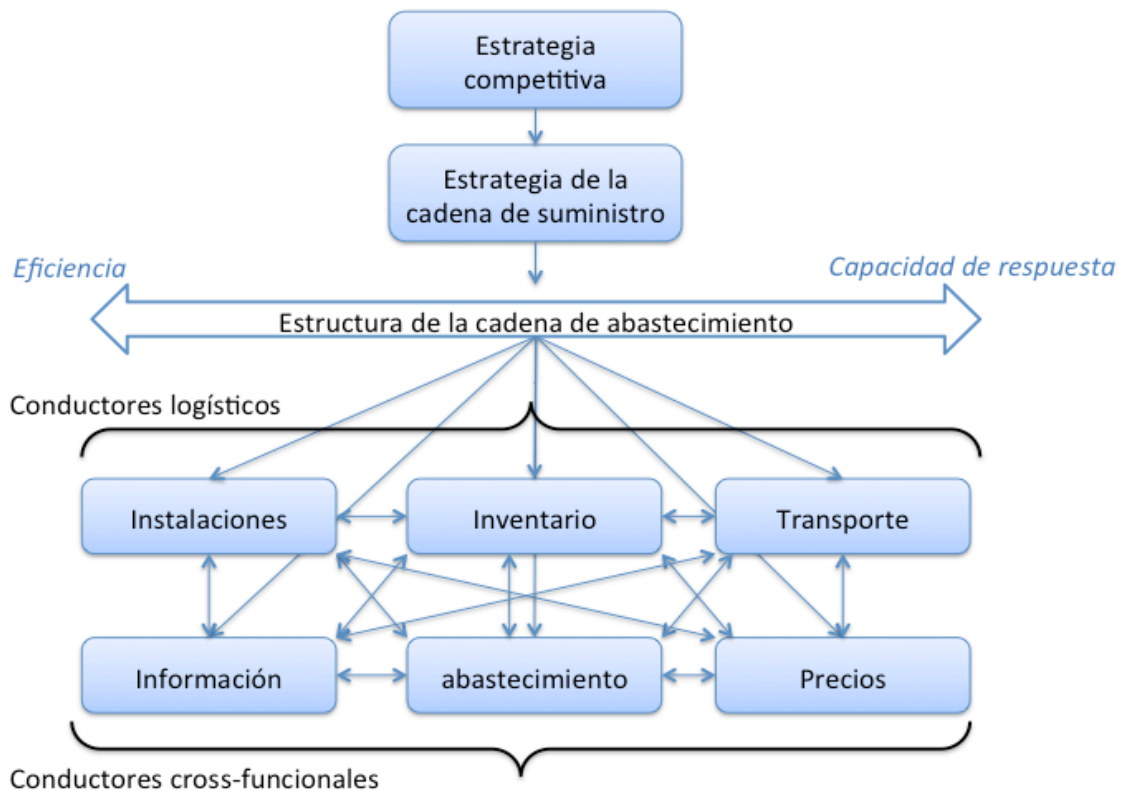 Estrategia
competitiva
Estrategia de la
cadena de suministro
Eficiencia
Capacidad de respuesta
Estructura de la cadena de abastecimiento
Conductores logísticos
Instalaciones
Inventario
Transporte
Información
abastecimiento
Precios
Conductores cross-funcionales